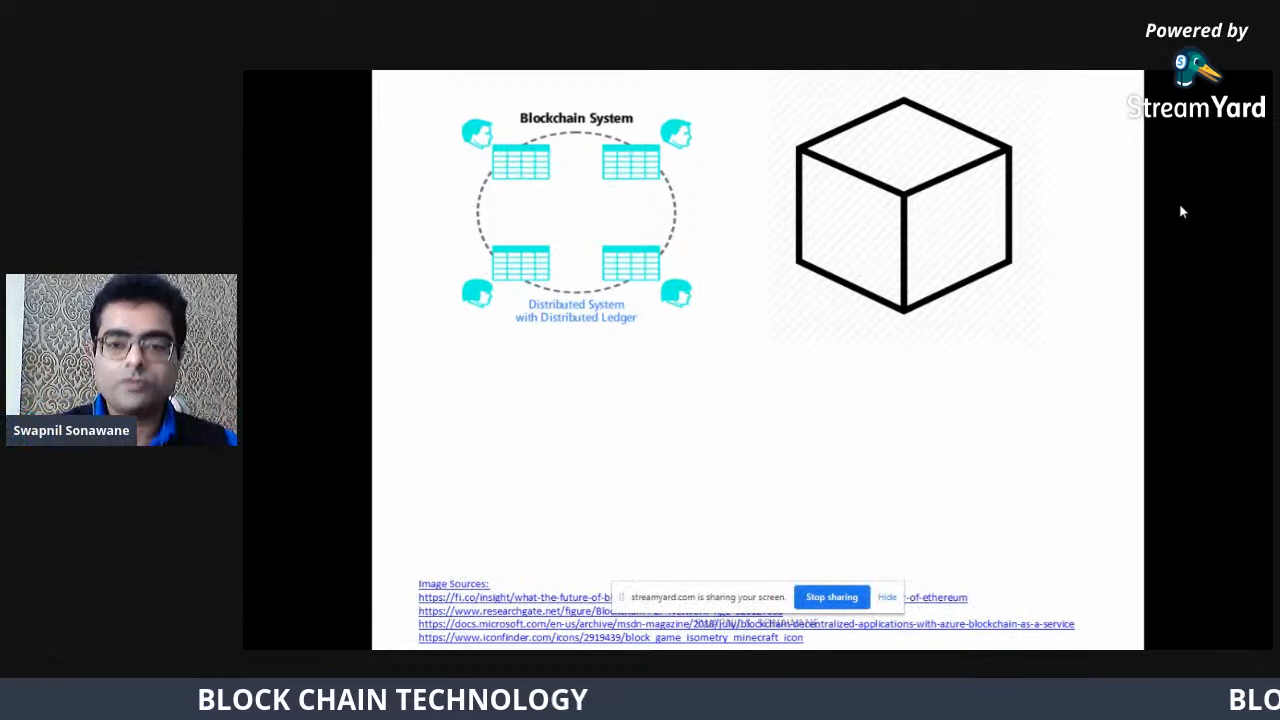 Powered by
StreamYard
Blockchain System
Distributed System
with Distributed Ledger
Swapnil Sonawane
Image Sources:
https://fi.co/insight/what-the-future-of-b
-of-ethereum
streamyard.com is sharing your screen.
Stop sharing
Hide
https://www.researchgate.net/figure/Bloc
https://docs.microsoft.com/en-us/archive/msdn-magazine/2018/july/blockchain-decentralized-applications-with-azure-blockchain-as-a-service
https://www.iconfinder.com/icons/2919439/block_game_isometry_minecraft_icon
BLOCK CHAIN TECHNOLOGY
BLO